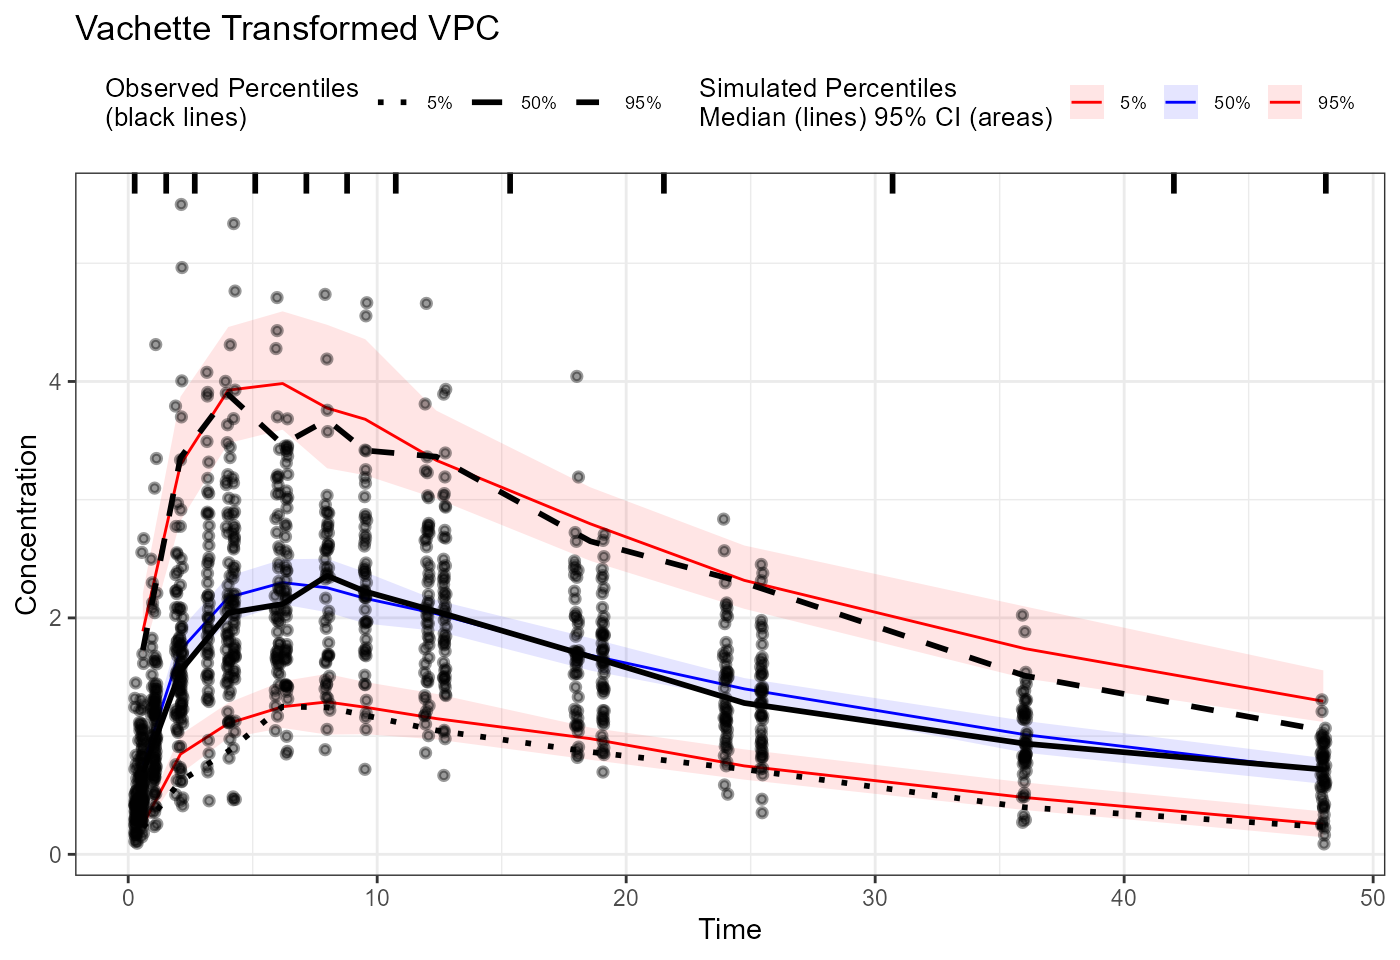 Vachette Transformed VPC
Observed Percentiles
(black lines)
5%
50%
95%
Simulated Percentiles
Median (lines) 95% CI (areas)
5%
50%
95%
Concentration
4
2
0
0
10
20
30
40
50
Time